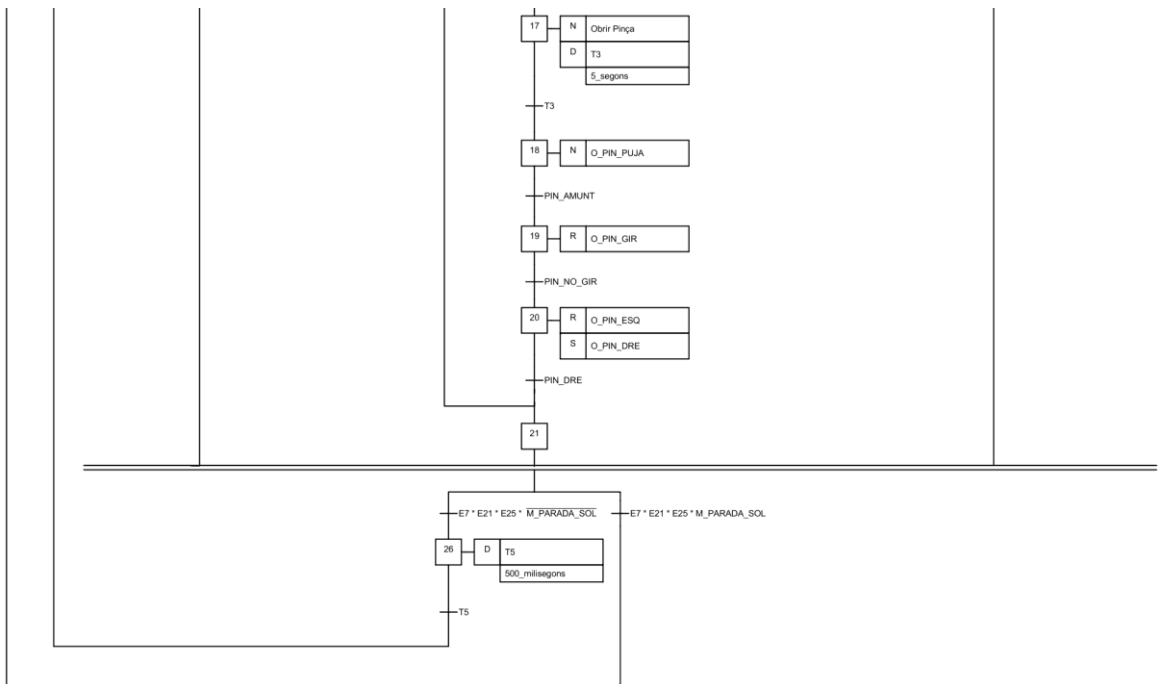 17 N Obrir Pinça
D T3
5_segons
T3
18 N O_PIN_PUJA
PIN_AMUNT
19 R O_PIN_GIR
PIN_NO_GIR
20 R O_PIN_ESQ
S O_PIN_DRE
PIN_DRE
21
E7 * E21 * E25 * M_PARADA_SOL E7 * E21 * E25 * M_PARADA_SOL
26 D T5
500_milisegons
T5